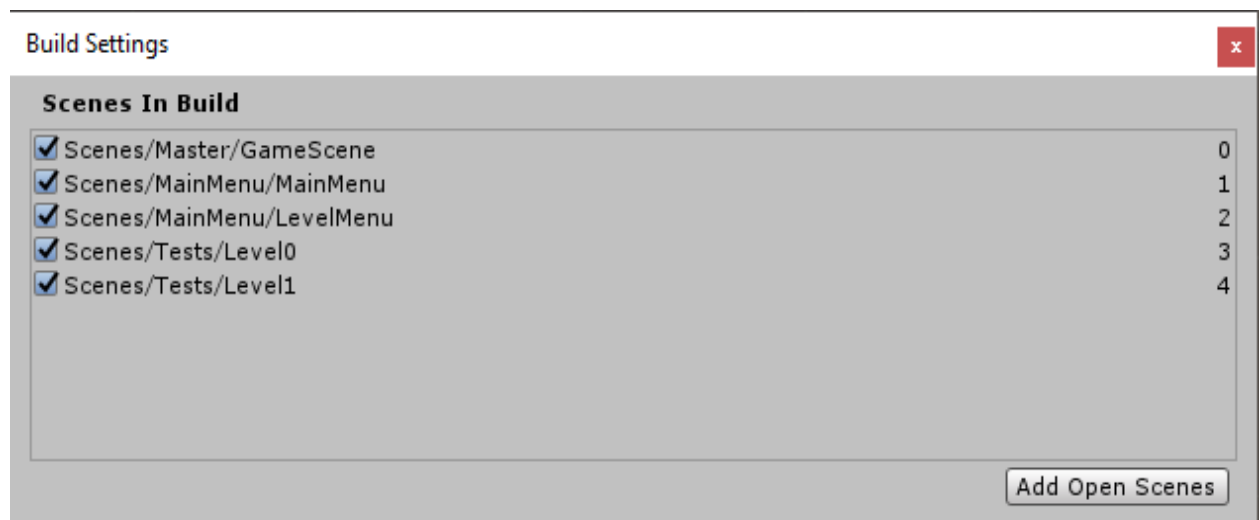 Build Settings
x
Scenes In Build
Scenes/Master/GameScene 0
Scenes/MainMenu/MainMenu 1
Scenes/MainMenu/LevelMenu 2
Scenes/Tests/Level0 3
Scenes/Tests/Level1 4
Add Open Scenes